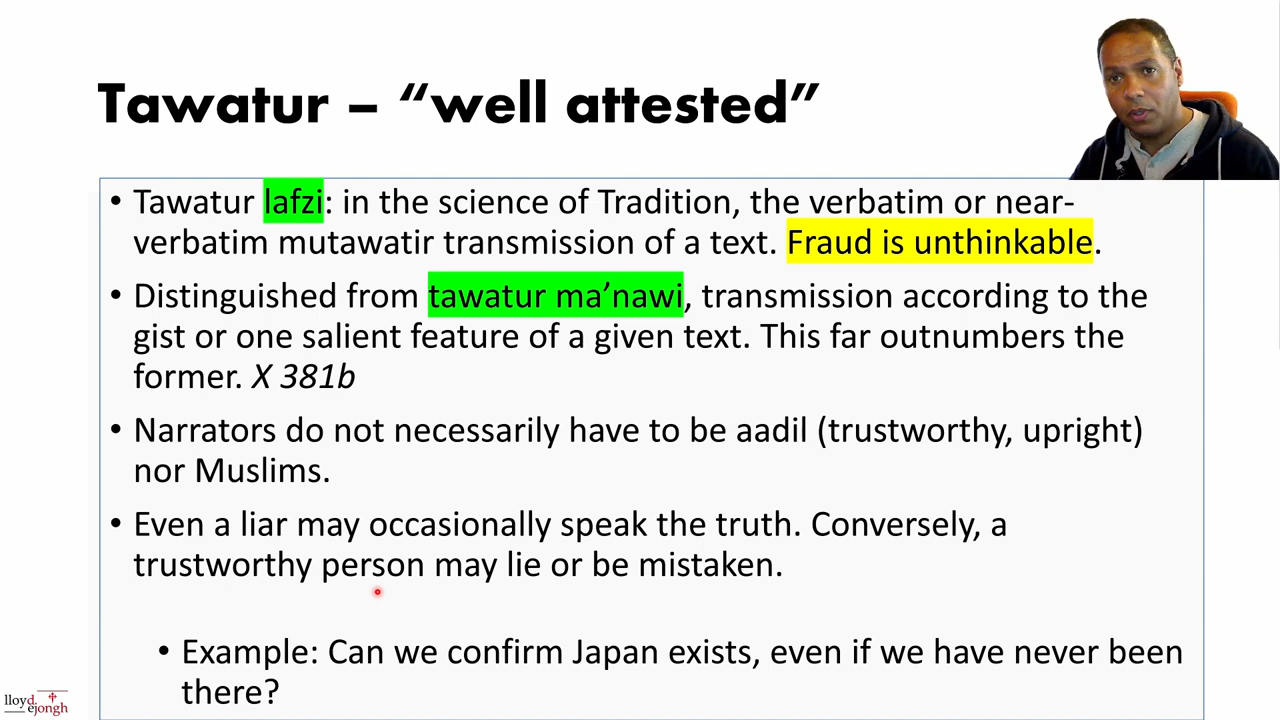 Tawatur – “well attested”
• Tawatur lafzi: in the science of Tradition, the verbatim or near-
verbatim mutawatir transmission of a text. Fraud is unthinkable.
• Distinguished from tawatur ma’nawi, transmission according to the
gist or one salient feature of a given text. This far outnumbers the
former. X 381b
• Narrators do not necessarily have to be aadil (trustworthy, upright)
nor Muslims.
• Even a liar may occasionally speak the truth. Conversely, a
trustworthy person may lie or be mistaken.
• Example: Can we confirm Japan exists, even if we have never been
there?
lloyd
ejongh